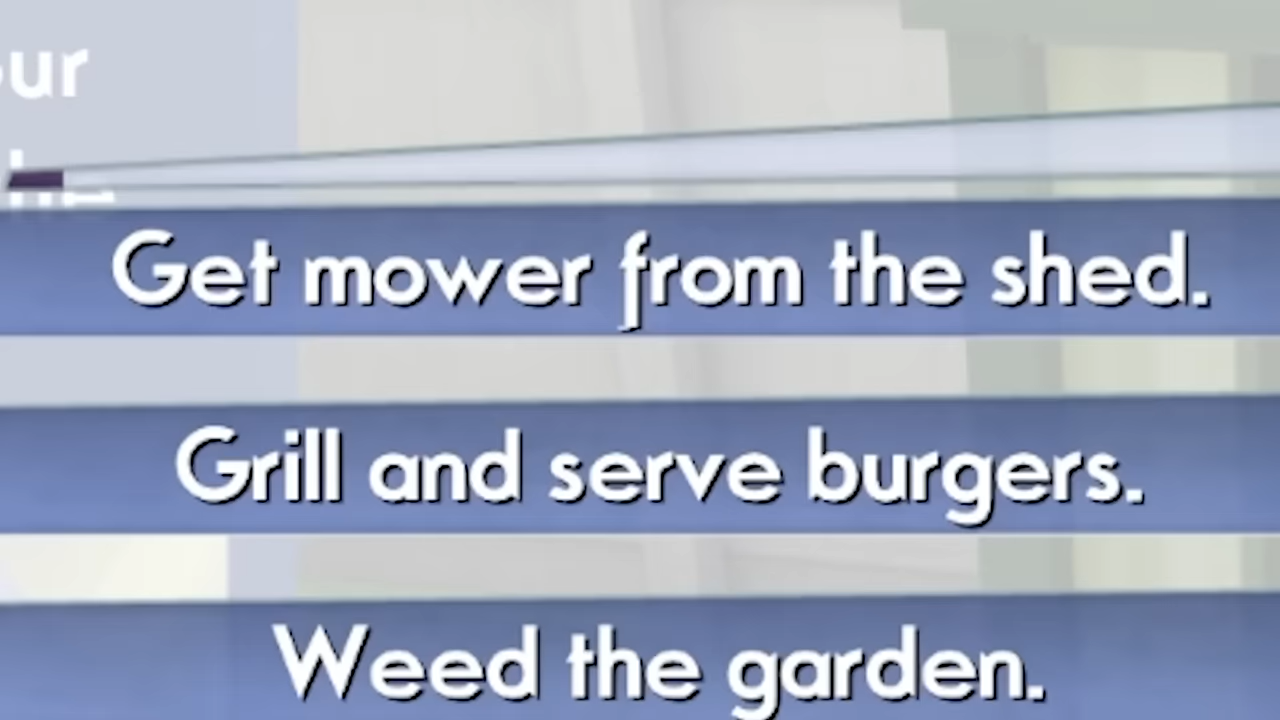 Get mower from the shed.
Grill and serve burgers.
Weed the garden.